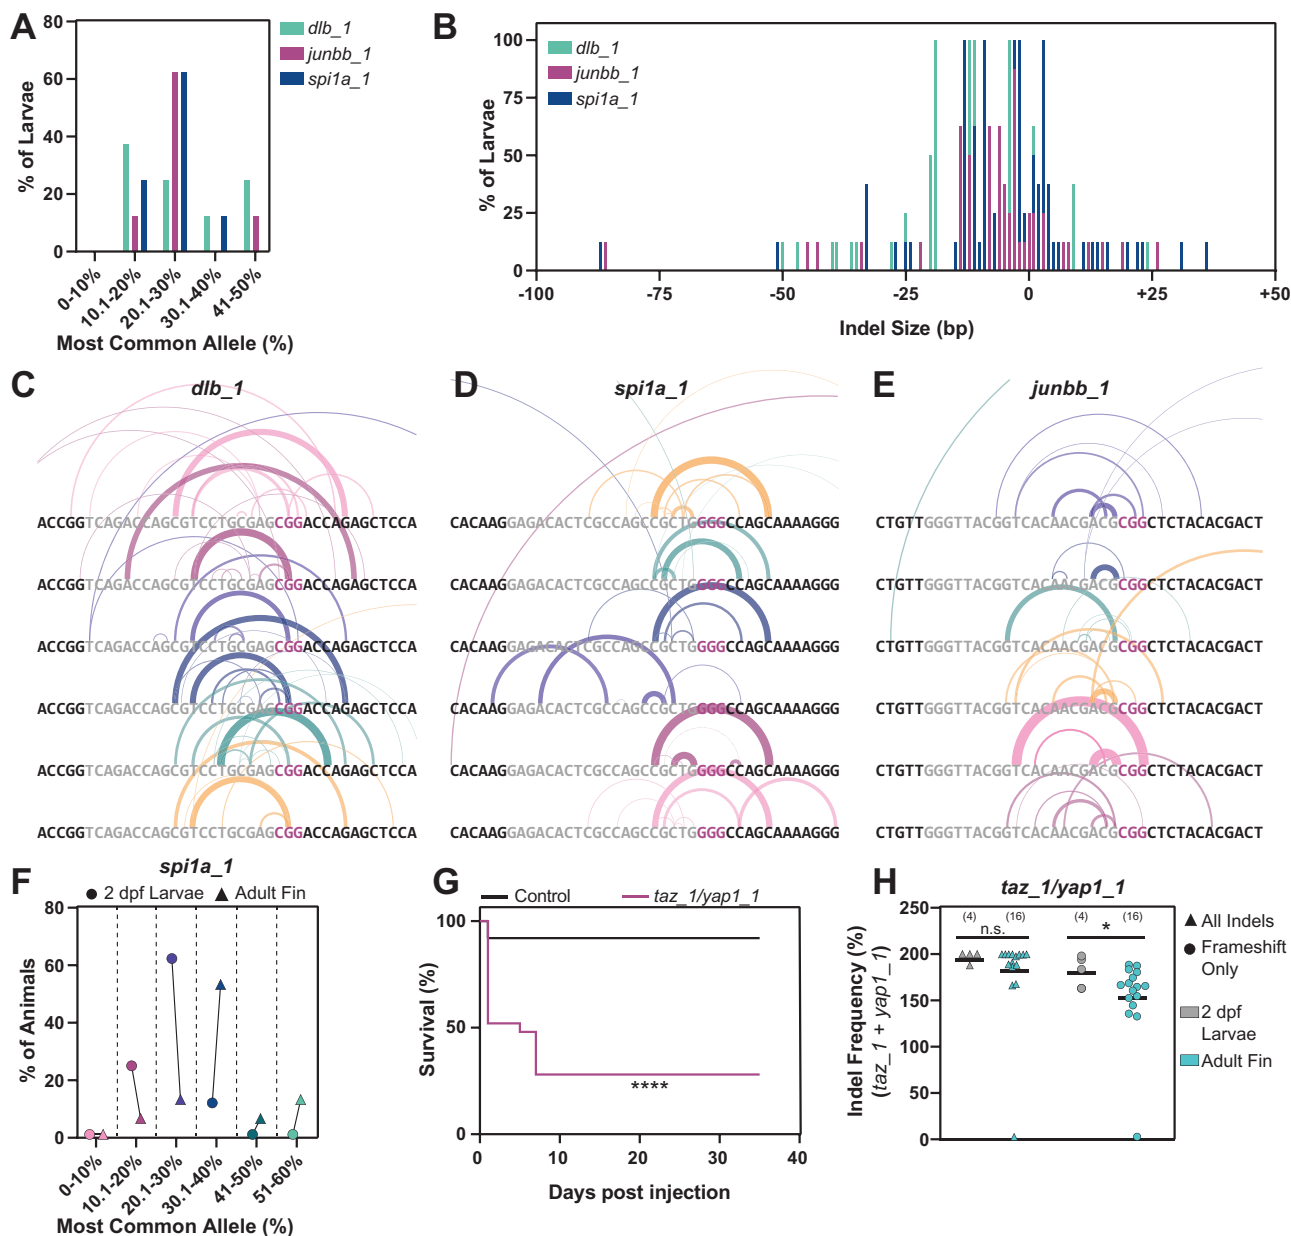 A
% of Larvae
80
60
40
20
0
0-10%
10.1-20%
20.1-30%
30.1-40%
41-50%
Most Common Allele (%)
dlb_1
junbb_1
spi1a_1
B
% of Larvae
100
75
50
25
0
dlb_1
junbb_1
spi1a_1
-100
-75
-50
-25
0
+25
+50
Indel Size (bp)
C
dlb_1
ACCGGTCAGACCAGCGTCCTGCGAGCGGACCAGAGCTCCA
ACCGGTCAGACCAGCGTCCTGCGAGCGGACCAGAGCTCCA
ACCGGTCAGACCAGCGTCCTGCGAGCGGACCAGAGCTCCA
ACCGGTCAGACCAGCGTCCTGCGAGCGGACCAGAGCTCCA
ACCGGTCAGACCAGCGTCCTGCGAGCGGACCAGAGCTCCA
ACCGGTCAGACCAGCGTCCTGCGAGCGGACCAGAGCTCCA
D
spi1a_1
CACAAGGAGACACTCGCCAGCCGCTGGGGCCAGCAAAAGGG
CACAAGGAGACACTCGCCAGCCGCTGGGGCCAGCAAAAGGG
CACAAGGAGACACTCGCCAGCCGCTGGGGCCAGCAAAAGGG
CACAAGGAGACACTCGCCAGCCGCTGGGGCCAGCAAAAGGG
CACAAGGAGACACTCGCCAGCCGCTGGGGCCAGCAAAAGGG
CACAAGGAGACACTCGCCAGCCGCTGGGGCCAGCAAAAGGG
E
junbb_1
CTGTTGGGTTACGGTCACAACGACGCGGCTCTACACGACT
CTGTTGGGTTACGGTCACAACGACGCGGCTCTACACGACT
CTGTTGGGTTACGGTCACAACGACGCGGCTCTACACGACT
CTGTTGGGTTACGGTCACAACGACGCGGCTCTACACGACT
CTGTTGGGTTACGGTCACAACGACGCGGCTCTACACGACT
CTGTTGGGTTACGGTCACAACGACGCGGCTCTACACGACT
F
spi1a_1
2 dpf Larvae
Adult Fin
% of Animals
80
60
40
20
0
0-10%
10.1-20%
20.1-30%
30.1-40%
41-50%
51-60%
Most Common Allele (%)
G
Control
taz_1/yap1_1
Survival (%)
100
50
0
****
0
10
20
30
40
Days post injection
H
taz_1/yap1_1
Indel Frequency (%)
(taz_1 + yap1_1)
250
200
150
100
50
0
(4)
(16)
(4)
(16)
n.s.
*
All Indels
Frameshift
Only
2 dpf
Larvae
Adult Fin